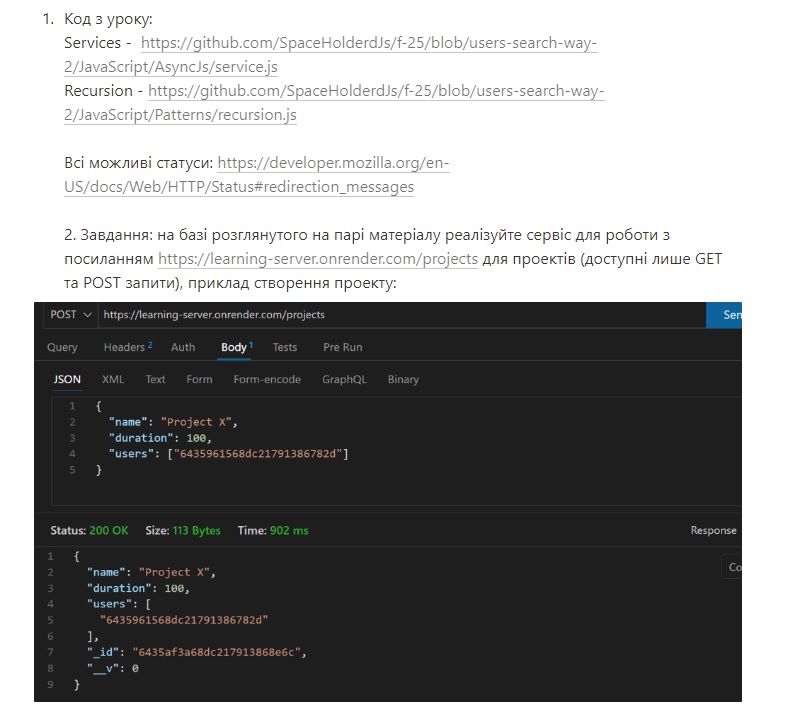 1. Код з уроку:
Services - https://github.com/SpaceHolderdJs/f-25/blob/users-search-way-
2/JavaScript/AsyncJs/service.js
Recursion - https://github.com/SpaceHolderdJs/f-25/blob/users-search-way-
2/JavaScript/Patterns/recursion.js
Всі можливі статуси: https://developer.mozilla.org/en-
US/docs/Web/HTTP/Status#redirection_messages
2. Завдання: на базі розглянутого на парі матеріалу реалізуйте сервіс для роботи з
посиланням https://learning-server.onrender.com/projects для проектів (доступні лише GET
та POST запити), приклад створення проекту:
POST https://learning-server.onrender.com/projects Sen
Query Headers 2 Auth Body 1 Tests Pre Run
JSON XML Text Form Form-encode GraphQL Binary
1 {
2 "name": "Project X",
3 "duration": 100,
4 "users": ["6435961568dc21791386782d"]
5 }
Status: 200 OK Size: 113 Bytes Time: 902 ms Response
1 {
2 "name": "Project X",
3 "duration": 100,
4 "users": [
5 "6435961568dc21791386782d"
6 ],
7 "_id": "6435af3a68dc217913868e6c",
8 "__v": 0
9 }
Co